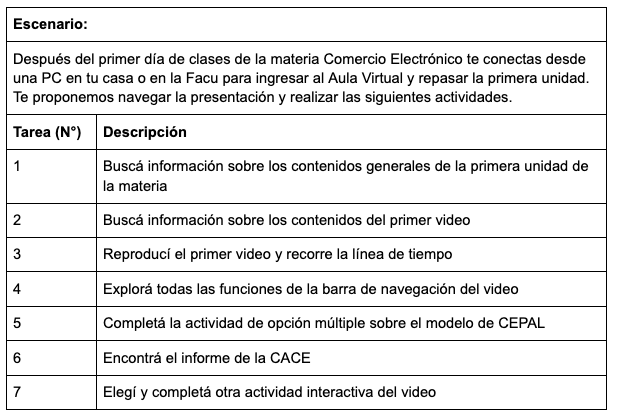 Escenario:
Después del primer día de clases de la materia Comercio Electrónico te conectas desde
una PC en tu casa o en la Facu para ingresar al Aula Virtual y repasar la primera unidad.
Te proponemos navegar la presentación y realizar las siguientes actividades.
Tarea (N°) Descripción
1 Buscá información sobre los contenidos generales de la primera unidad de
la materia
2 Buscá información sobre los contenidos del primer video
3 Reproducí el primer video y recorre la línea de tiempo
4 Explorá todas las funciones de la barra de navegación del video
5 Completá la actividad de opción múltiple sobre el modelo de CEPAL
6 Encontrá el informe de la CACE
7 Elegí y completá otra actividad interactiva del video